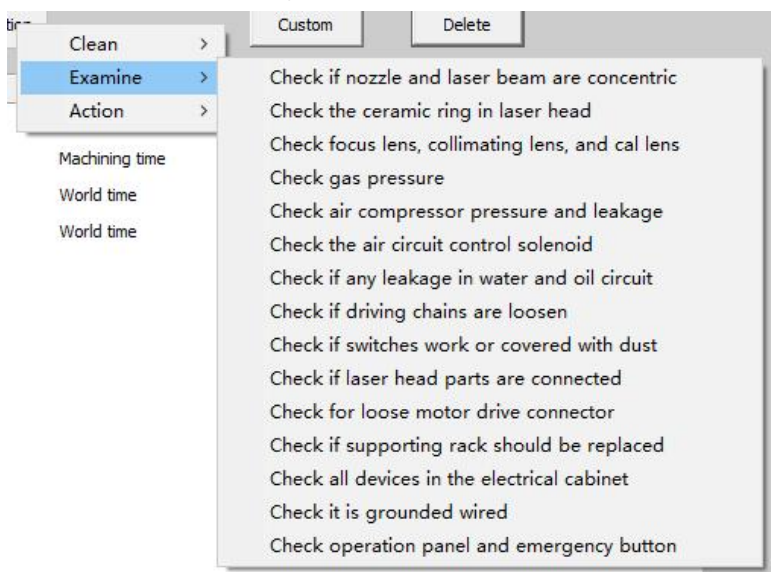 Custom
Delete
Clean >
Examine >
Action >
Machining time
World time
World time
Check if nozzle and laser beam are concentric
Check the ceramic ring in laser head
Check focus lens, collimating lens, and cal lens
Check gas pressure
Check air compressor pressure and leakage
Check the air circuit control solenoid
Check if any leakage in water and oil circuit
Check if driving chains are loosen
Check if switches work or covered with dust
Check if laser head parts are connected
Check for loose motor drive connector
Check if supporting rack should be replaced
Check all devices in the electrical cabinet
Check it is grounded wired
Check operation panel and emergency button